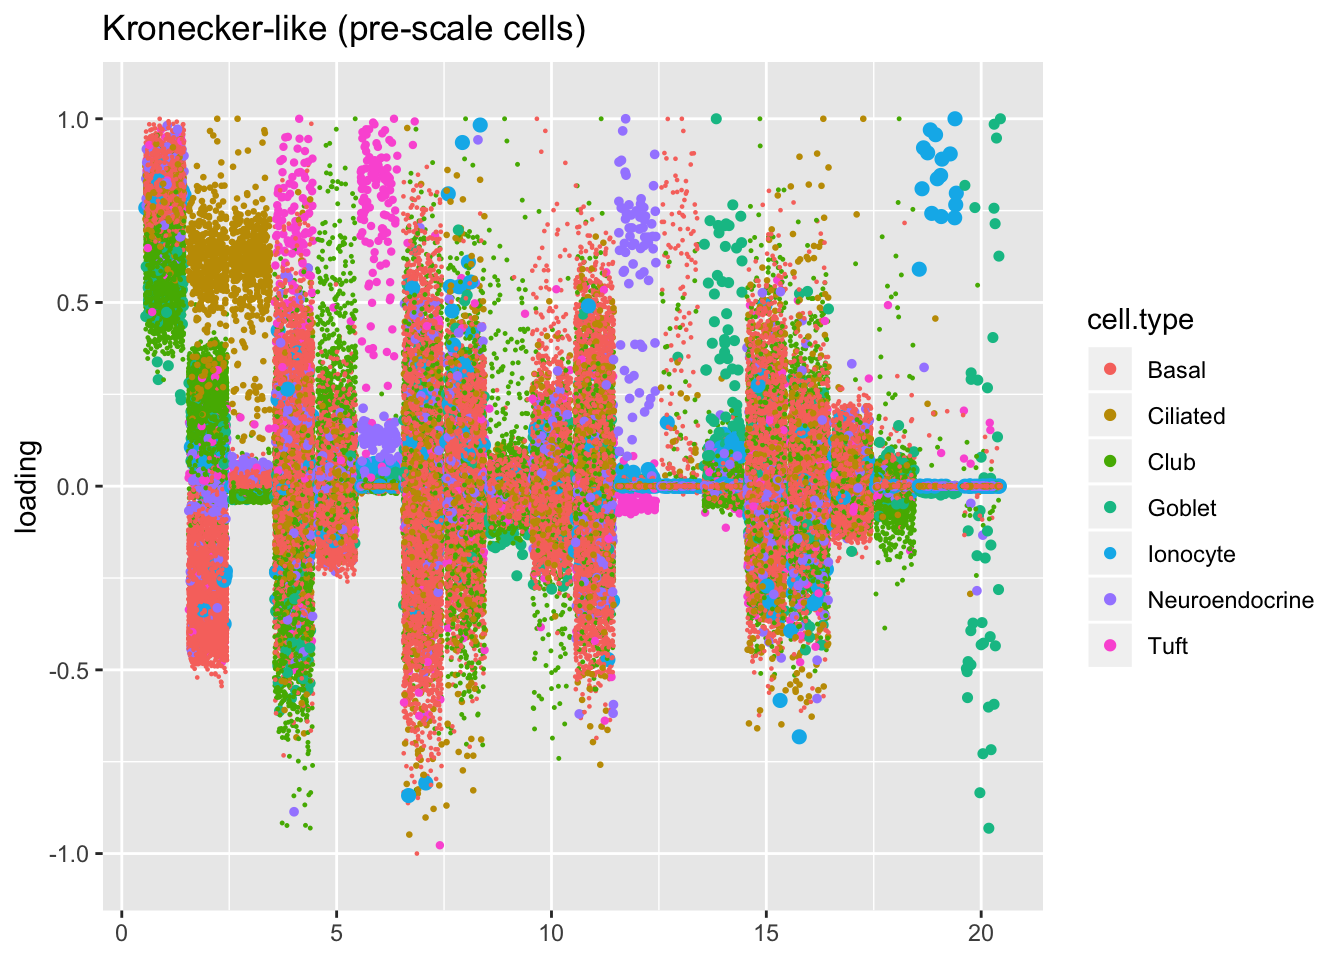 Kronecker-like (pre-scale cells)
loading
1.0
0.5
0.0
-0.5
-1.0
0
5
10
15
20
cell.type
Basal
Ciliated
Club
Goblet
Ionocyte
Neuroendocrine
Tuft